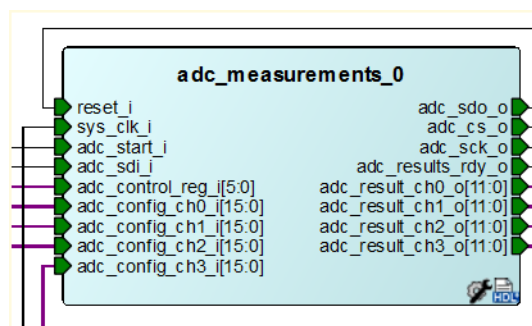 adc_measurements_0
reset_i
sys_clk_i
adc_start_i
adc_sdi_i
adc_control_reg_i[5:0]
adc_config_ch0_i[15:0]
adc_config_ch1_i[15:0]
adc_config_ch2_i[15:0]
adc_config_ch3_i[15:0]
adc_sdo_o
adc_cs_o
adc_sck_o
adc_results_rdy_o
adc_result_ch0_o[11:0]
adc_result_ch1_o[11:0]
adc_result_ch2_o[11:0]
adc_result_ch3_o[11:0]
HDL